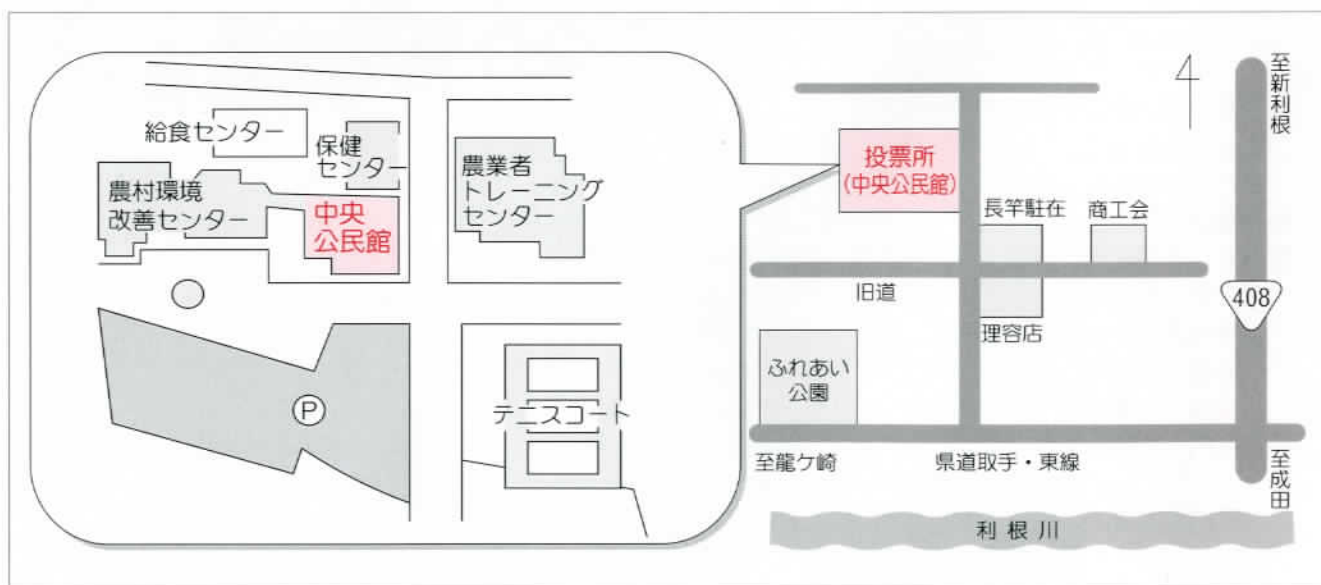 給食センター
保健
センター
農村環境
改善センター
中央
公民館
農業者
トレーニング
センター
P
テニスコート
投票所
(中央公民館)
長竿駐在
商工会
旧道
理容店
ふれあい
公園
至龍ケ崎
県道取手・東線
利根川
至新利根
408
至成田